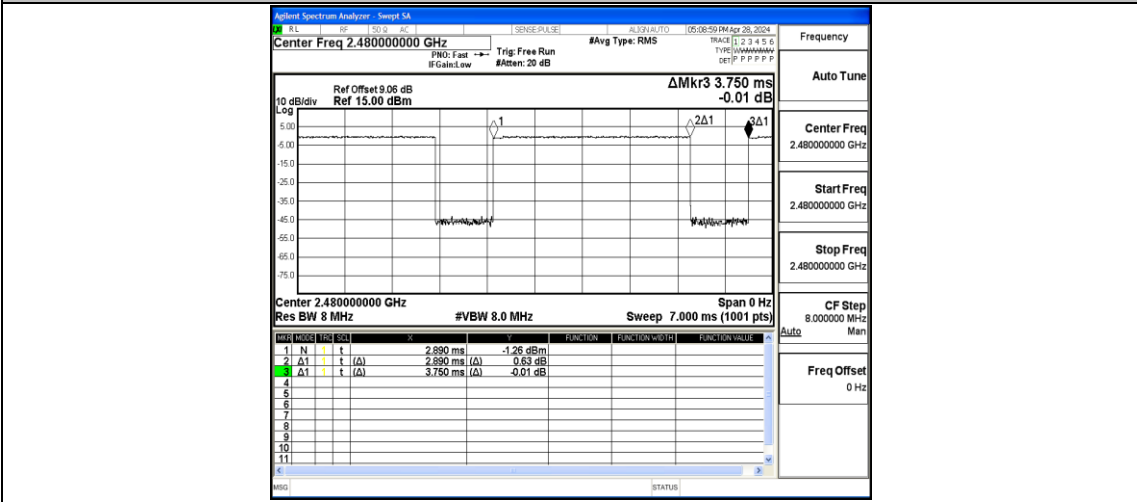 Agilent Spectrum Analyzer - Swept SA
RL RF 50 Ω AC SENSE:PULSE ALIGNAUTO 05:08:59 PM Apr 28, 2024
Center Freq 2.480000000 GHz
PNO: Fast
IFGain:Low
Trig: Free Run
#Atten: 20 dB
#Avg Type: RMS
TRACE 1 2 3 4 5 6
TYPE WWWWWW
DET P P P P P P
ΔMkr3 3.750 ms
-0.01 dB
Ref Offset 9.06 dB
10 dB/div Ref 15.00 dBm
Log
5.00
-5.00
-15.0
-25.0
-35.0
-45.0
-55.0
-65.0
-75.0
1
2Δ1
3Δ1
Center 2.480000000 GHz Span 0 Hz
Res BW 8 MHz #VBW 8.0 MHz Sweep 7.000 ms (1001 pts)
MKR MODE TRC SCL X Y FUNCTION FUNCTION WIDTH FUNCTION VALUE
1 N 1 t 2.890 ms -1.26 dBm
2 Δ1 1 t (Δ) 2.890 ms (Δ) 0.63 dB
3 Δ1 1 t (Δ) 3.750 ms (Δ) -0.01 dB
4
5
6
7
8
9
10
11
MSG STATUS
Frequency
Auto Tune
Center Freq
2.480000000 GHz
Start Freq
2.480000000 GHz
Stop Freq
2.480000000 GHz
CF Step
8.000000 MHz
Auto Man
Freq Offset
0 Hz